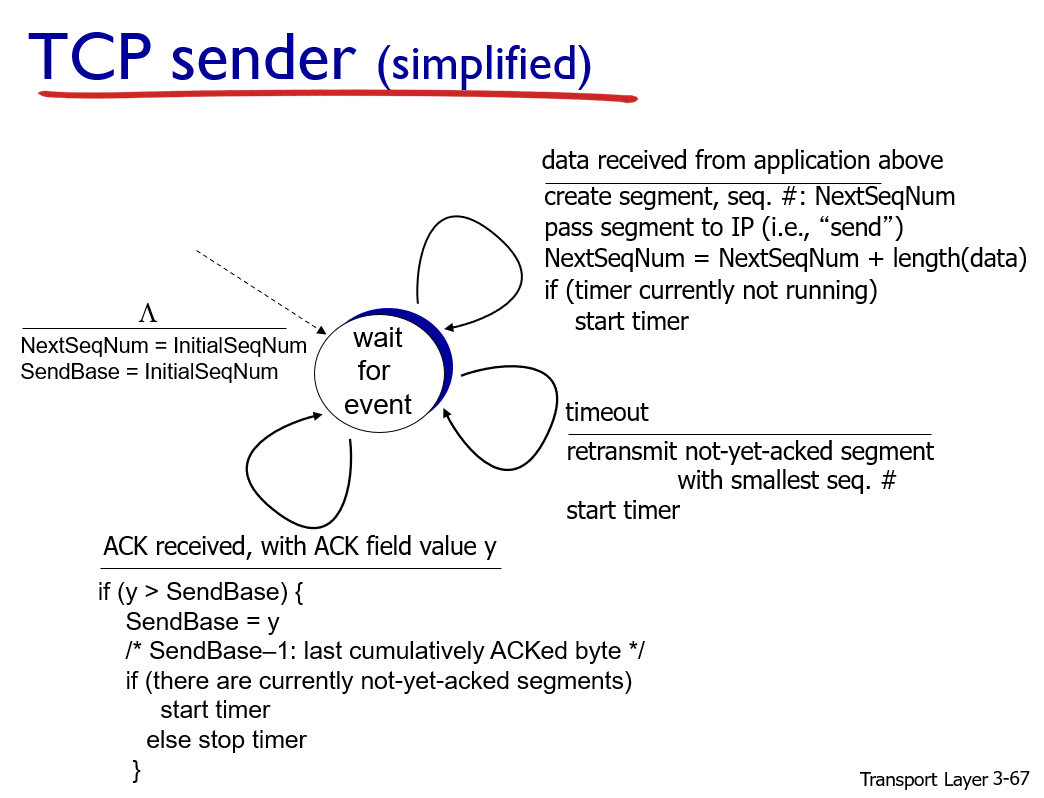 TCP sender (simplified)
data received from application above
create segment, seq. #: NextSeqNum
pass segment to IP (i.e., “send”)
NextSeqNum = NextSeqNum + length(data)
if (timer currently not running)
start timer
Λ
NextSeqNum = InitialSeqNum
SendBase = InitialSeqNum
wait
for
event
timeout
retransmit not-yet-acked segment
with smallest seq. #
start timer
ACK received, with ACK field value y
if (y > SendBase) {
SendBase = y
/* SendBase–1: last cumulatively ACKed byte */
if (there are currently not-yet-acked segments)
start timer
else stop timer
}
Transport Layer 3-67